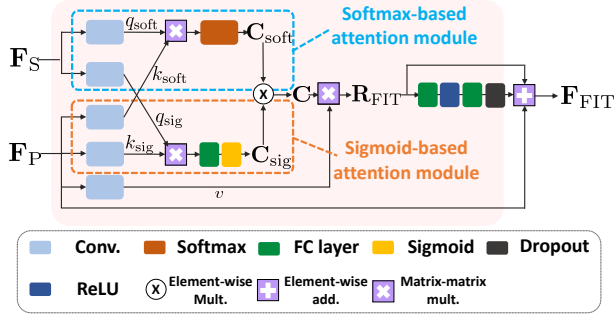 Softmax-based
attention module
F_S
q_soft
k_soft
C_soft
q_sig
C
R_FIT
F_FIT
F_P
k_sig
C_sig
Sigmoid-based
attention module
v
Conv.
Softmax
FC layer
Sigmoid
Dropout
ReLU
Element-wise
Mult.
Element-wise
add.
Matrix-matrix
mult.